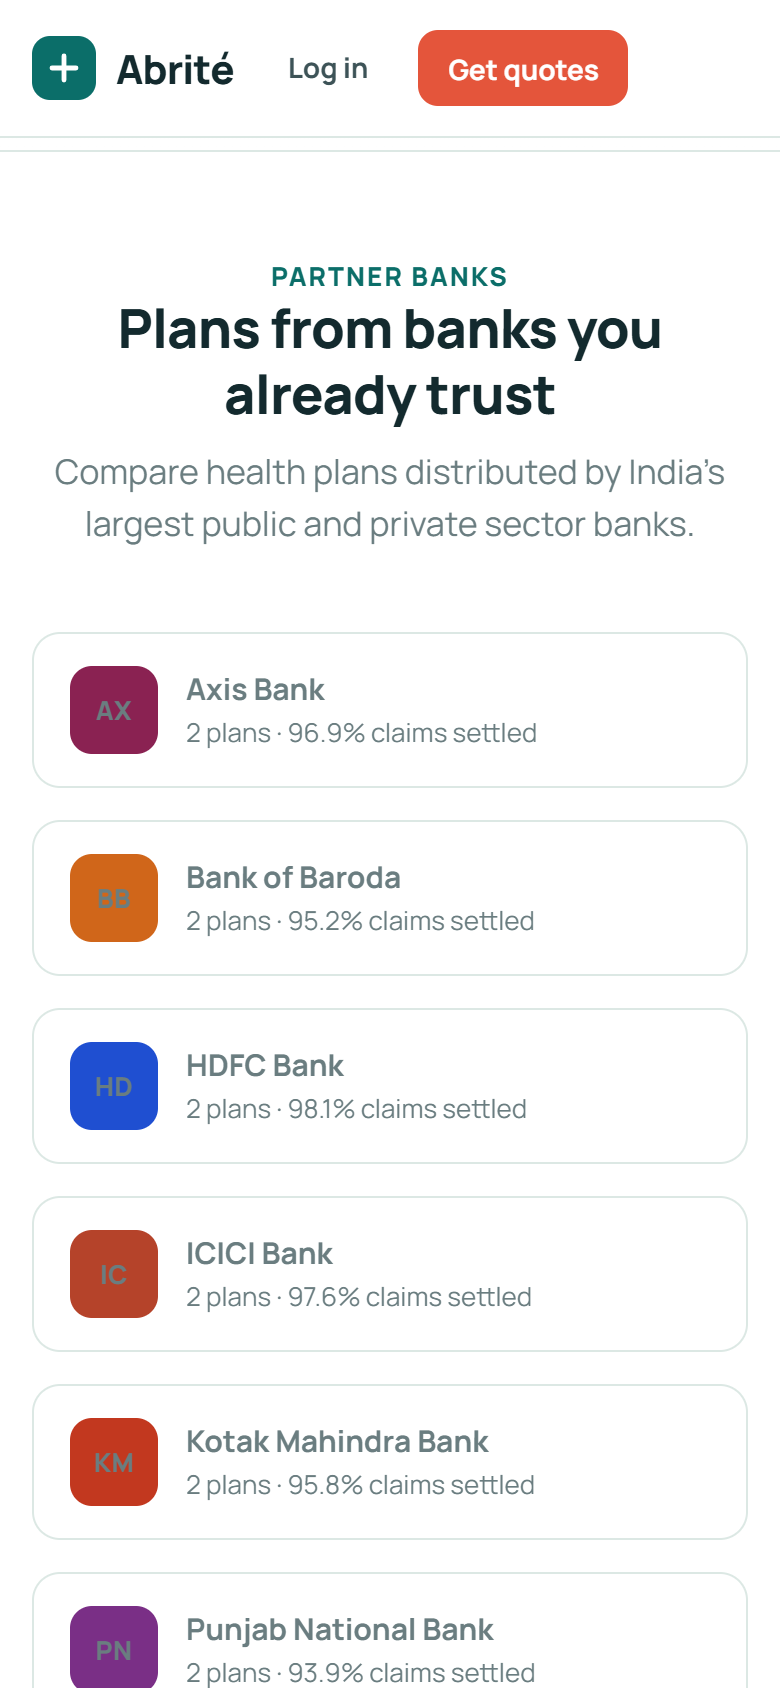 Abrité
Log in
Get quotes
PARTNER BANKS
Plans from banks you
already trust
Compare health plans distributed by India’s
largest public and private sector banks.
AX
Axis Bank
2 plans · 96.9% claims settled
BB
Bank of Baroda
2 plans · 95.2% claims settled
HD
HDFC Bank
2 plans · 98.1% claims settled
IC
ICICI Bank
2 plans · 97.6% claims settled
KM
Kotak Mahindra Bank
2 plans · 95.8% claims settled
PN
Punjab National Bank
2 plans · 93.9% claims settled